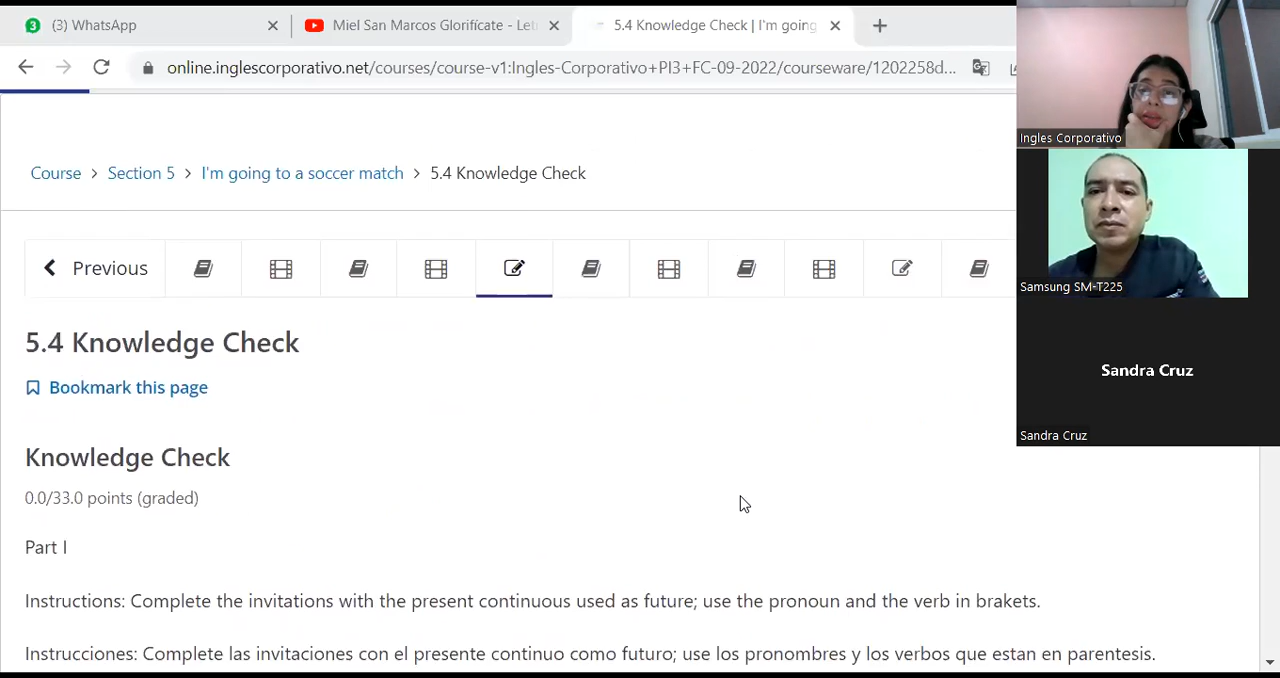 (3) WhatsApp
Miel San Marcos Glorifícate - Let
5.4 Knowledge Check | I'm going
online.inglescorporativo.net/courses/course-v1:Ingles-Corporativo+PI3+FC-09-2022/courseware/1202258d...
Ingles Corporativo
Course > Section 5 > I'm going to a soccer match > 5.4 Knowledge Check
Samsung SM-T225
Previous
5.4 Knowledge Check
Bookmark this page
Sandra Cruz
Sandra Cruz
Knowledge Check
0.0/33.0 points (graded)
Part I
Instructions: Complete the invitations with the present continuous used as future; use the pronoun and the verb in brakets.
Instrucciones: Complete las invitaciones con el presente continuo como futuro; use los pronombres y los verbos que estan en parentesis.